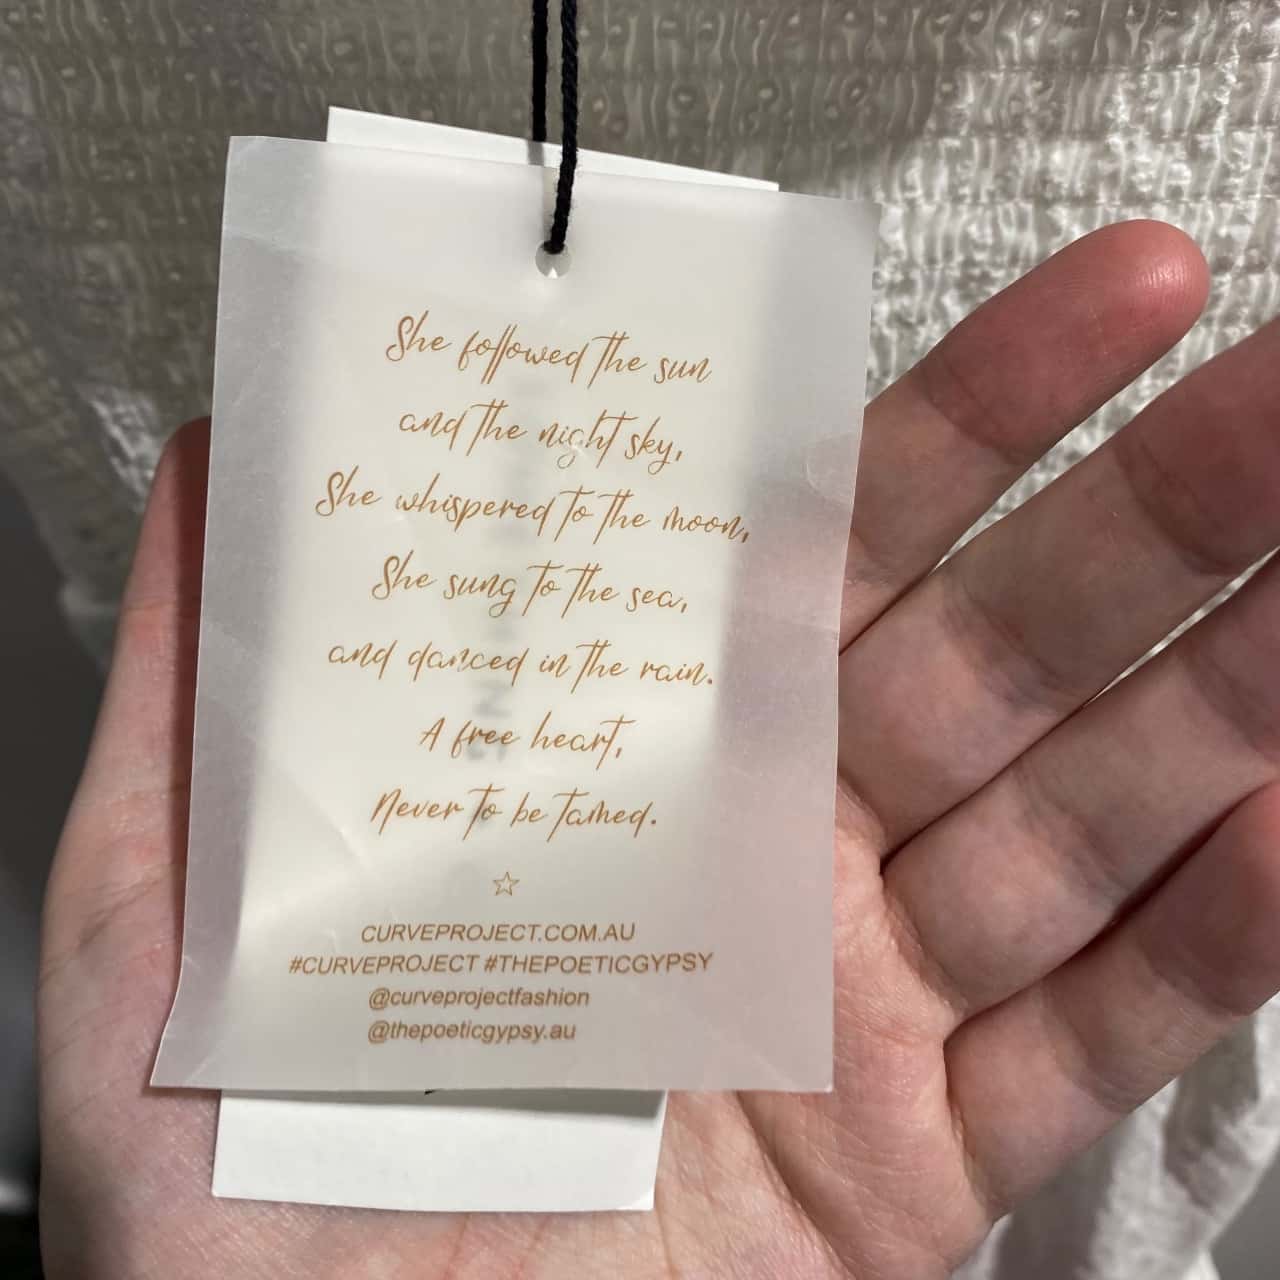 She followed the sun
and the night sky,
She whispered to the moon,
She sung to the sea,
and danced in the rain.
A free heart,
Never to be tamed.
CURVEPROJECT.COM.AU
#CURVEPROJECT #THEPOETICGYPSY
@curveprojectfashion
@thepoeticgypsy.au